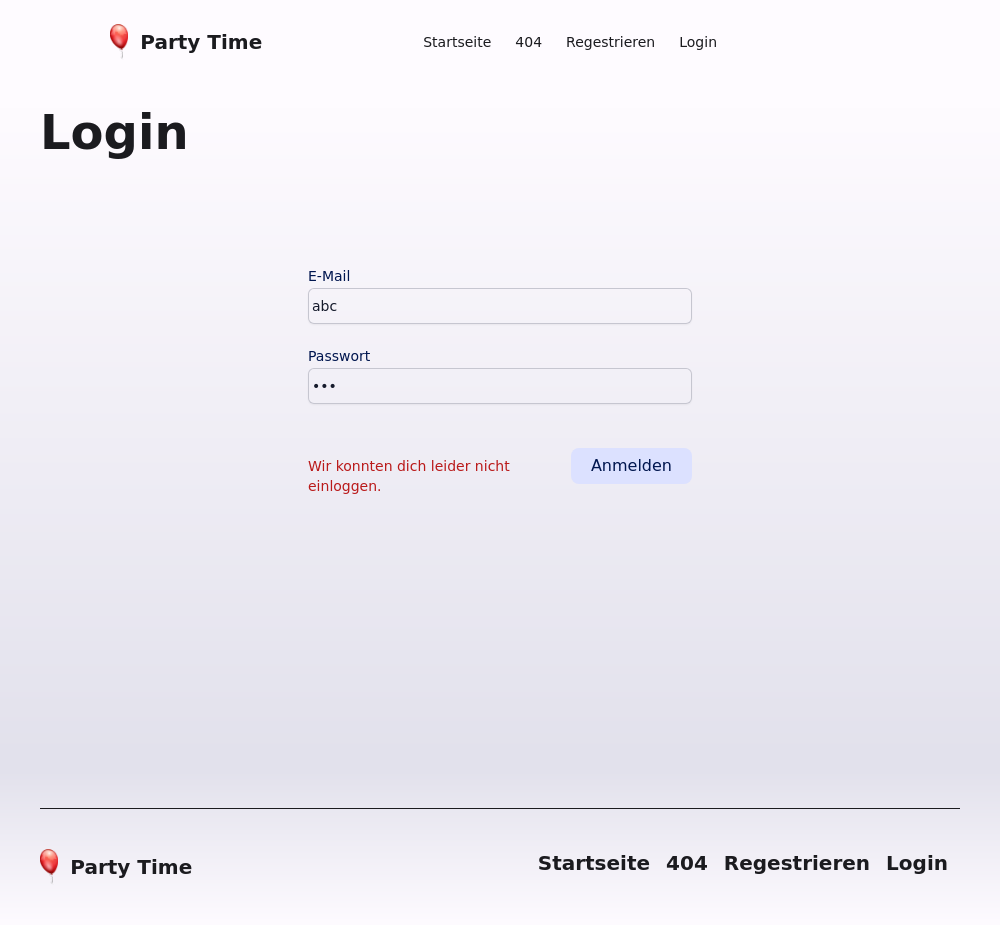 Party Time
Startseite 404 Regestrieren Login
Login
E-Mail
abc
Passwort
•••
Wir konnten dich leider nicht
einloggen.
Anmelden
Party Time
Startseite 404 Regestrieren Login